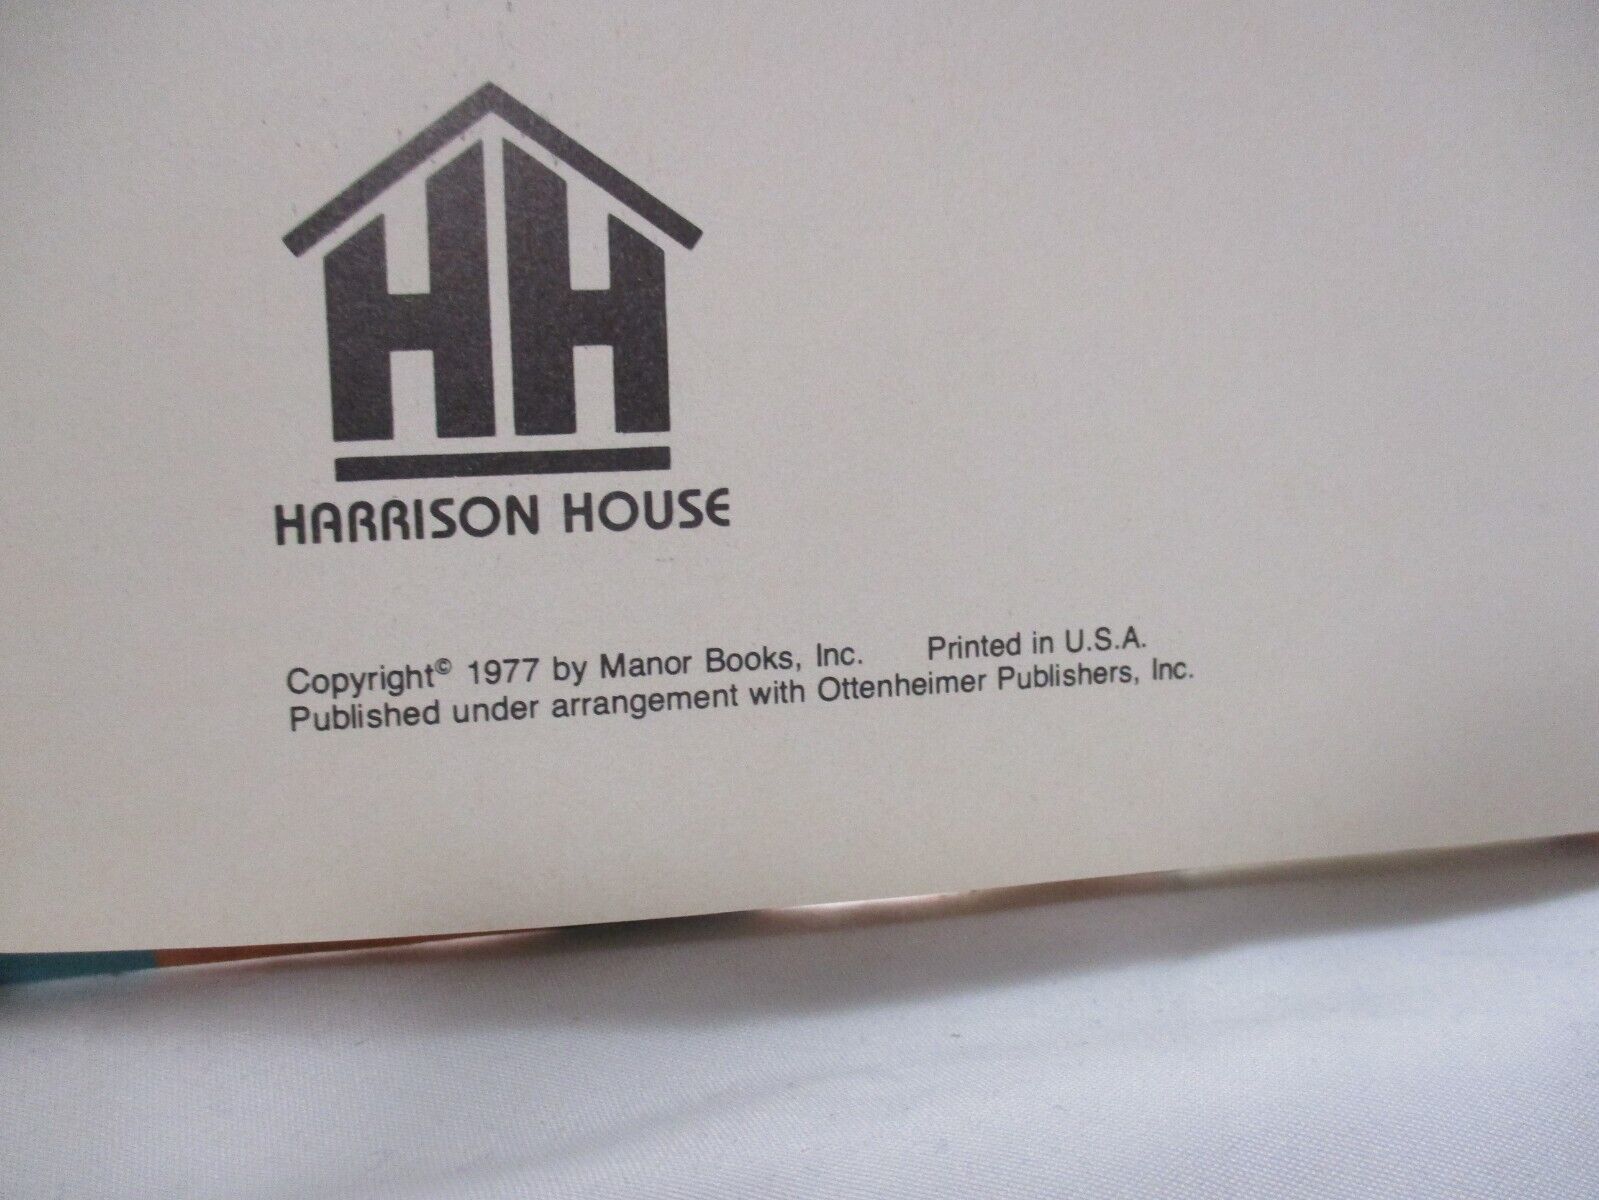 HH
HARRISON HOUSE
Copyright© 1977 by Manor Books, Inc. Printed in U.S.A.
Published under arrangement with Ottenheimer Publishers, Inc.